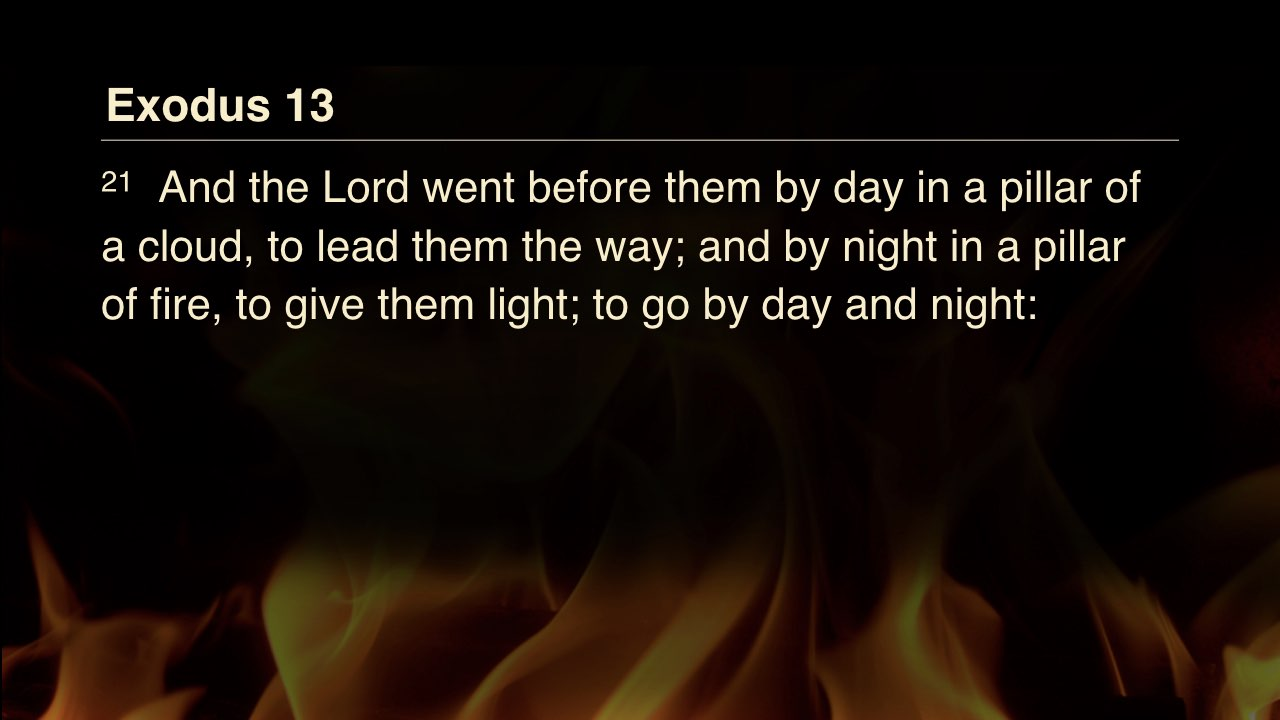 Exodus 13
21 And the Lord went before them by day in a pillar of
a cloud, to lead them the way; and by night in a pillar
of fire, to give them light; to go by day and night: